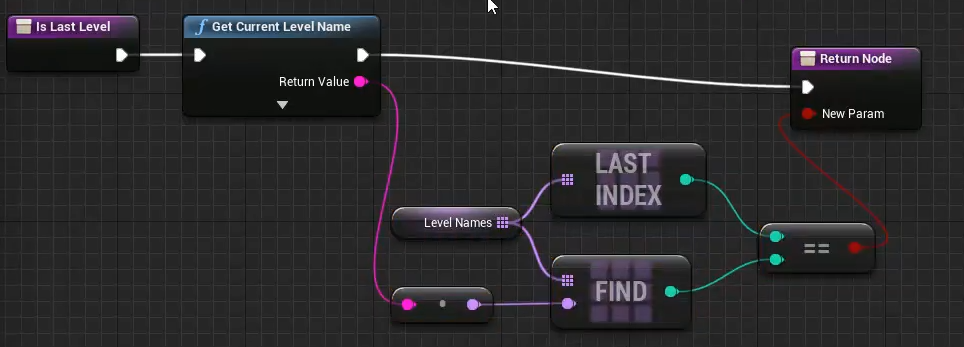 Is Last Level
f Get Current Level Name
Return Value
Return Node
New Param
LAST
INDEX
Level Names
==
FIND